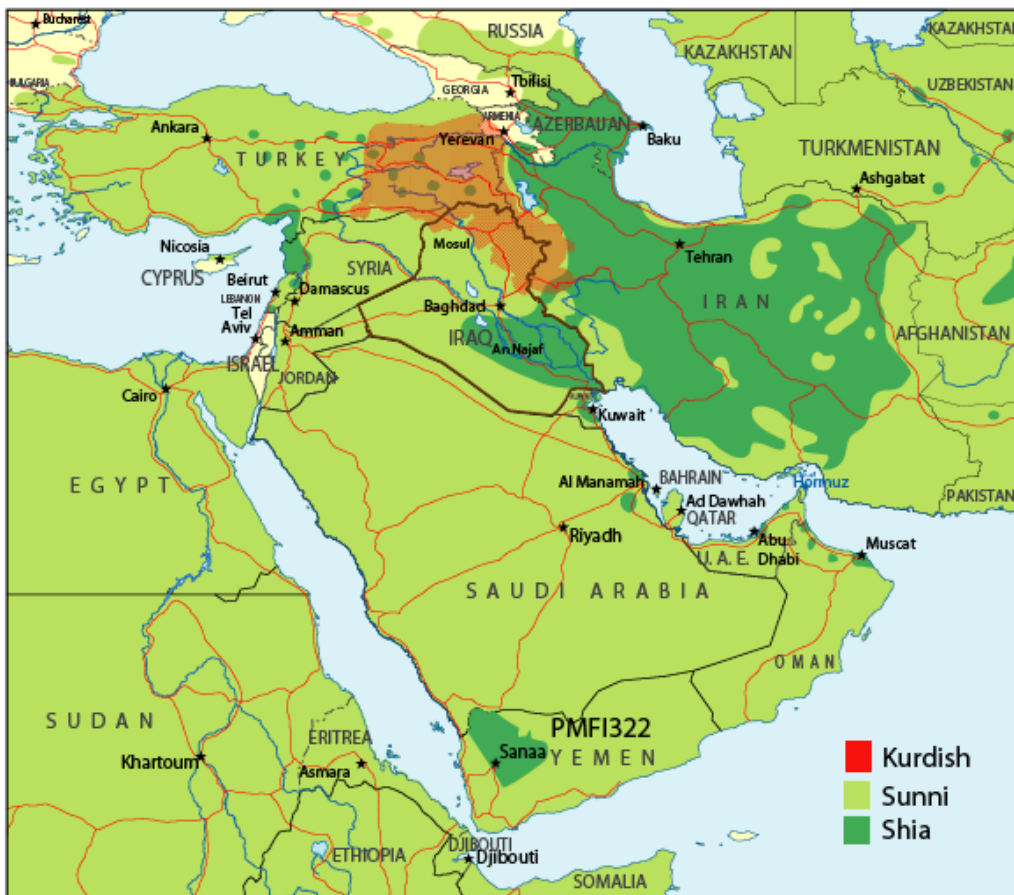 Bucharest
RUSSIA
KAZAKHSTAN
KAZAKHSTAN
BULGARIA
GEORGIA
Tbilisi
UZBEKISTAN
ARMENIA
AZERBAIJAN
Ankara
TURKEY
Yerevan
Baku
TURKMENISTAN
Ashgabat
Nicosia
CYPRUS
SYRIA
Mosul
Tehran
Beirut
LEBANON
Damascus
IRAN
Tel
Aviv
Baghdad
IRAQ
AFGHANISTAN
Amman
An Najaf
ISRAEL
JORDAN
Cairo
Kuwait
EGYPT
Al Manamah
BAHRAIN
Hormuz
Ad Dawhah
QATAR
PAKISTAN
Riyadh
U. A. E.
Abu
Dhabi
Muscat
SAUDI ARABIA
OMAN
SUDAN
ERITREA
PMFI322
Sanaa
YEMEN
Khartoum
Asmara
Kurdish
Sunni
Shia
DJIBOUTI
Djibouti
ETHIOPIA
SOMALIA